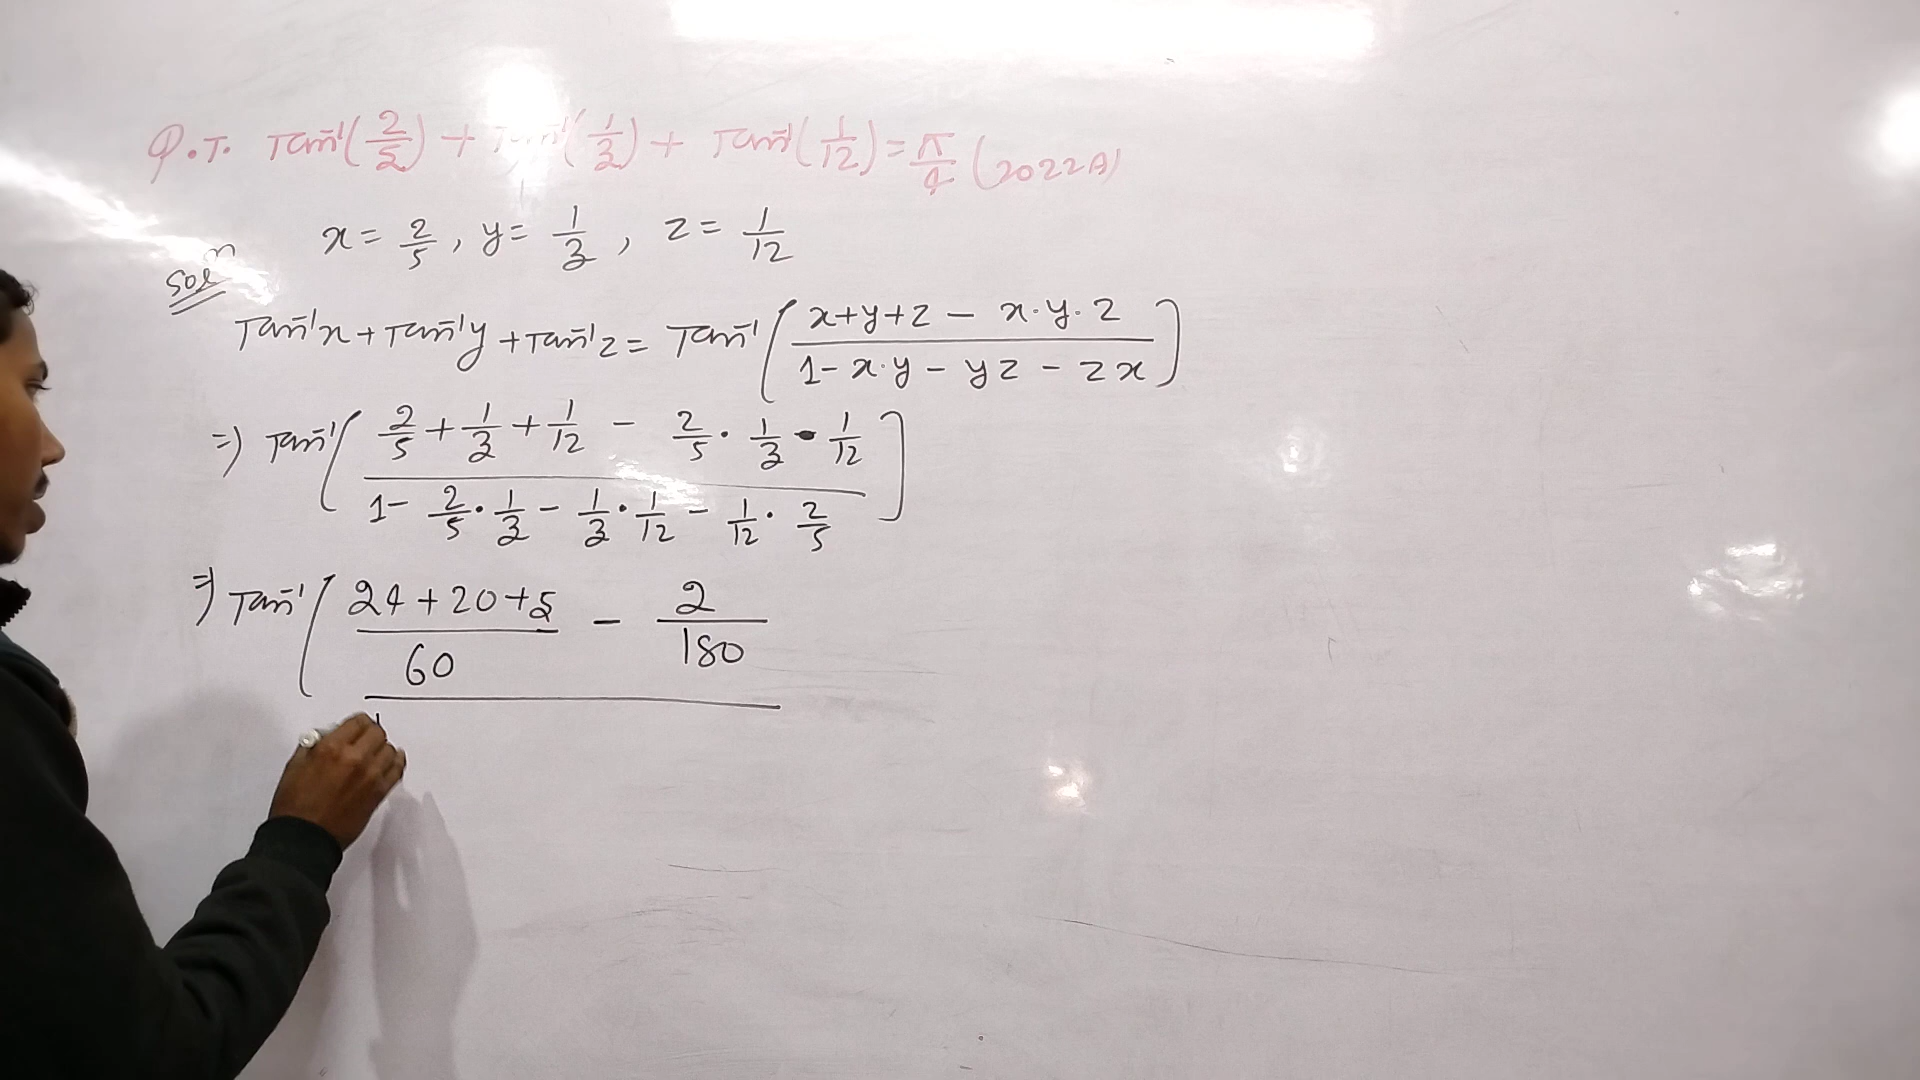 P.T. Tan⁻¹(2/5) + Tan⁻¹(1/3) + Tan⁻¹(1/12) = π/4 (2022A)
x = 2/5, y = 1/3, z = 1/12
Solⁿ
Tan⁻¹x + Tan⁻¹y + Tan⁻¹z = Tan⁻¹((x+y+z - x·y·z)/(1 - x·y - yz - zx))
⇒) Tan⁻¹((2/5 + 1/3 + 1/12 - 2/5 · 1/3 · 1/12)/(1 - 2/5 · 1/3 - 1/3 · 1/12 - 1/12 · 2/5))
⇒) Tan⁻¹( (24+20+5)/60 - 2/180